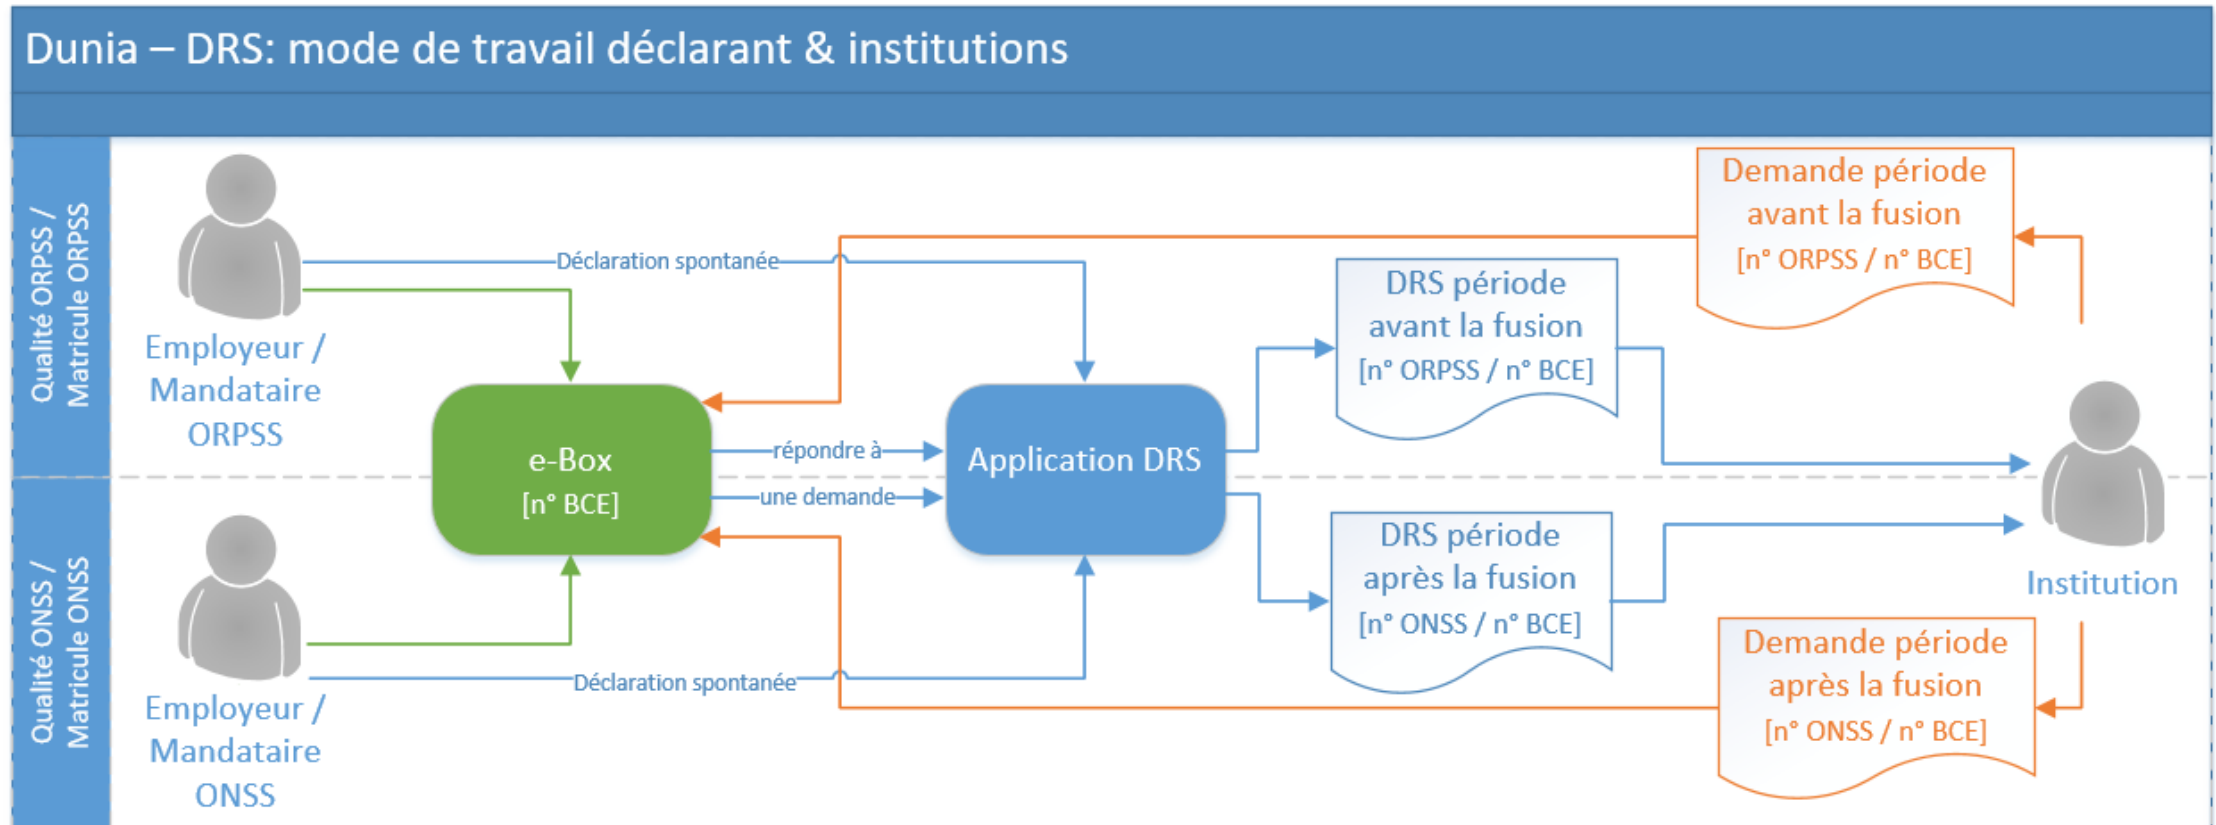 Dunia – DRS: mode de travail déclarant & institutions
Qualité ORPSS /
Matricule ORPSS
Employeur /
Mandataire
ORPSS
Déclaration spontanée
Demande période
avant la fusion
[n° ORPSS / n° BCE]
DRS période
avant la fusion
[n° ORPSS / n° BCE]
e-Box
[n° BCE]
répondre à
une demande
Application DRS
Institution
Qualité ONSS /
Matricule ONSS
Employeur /
Mandataire
ONSS
Déclaration spontanée
DRS période
après la fusion
[n° ONSS / n° BCE]
Demande période
après la fusion
[n° ONSS / n° BCE]